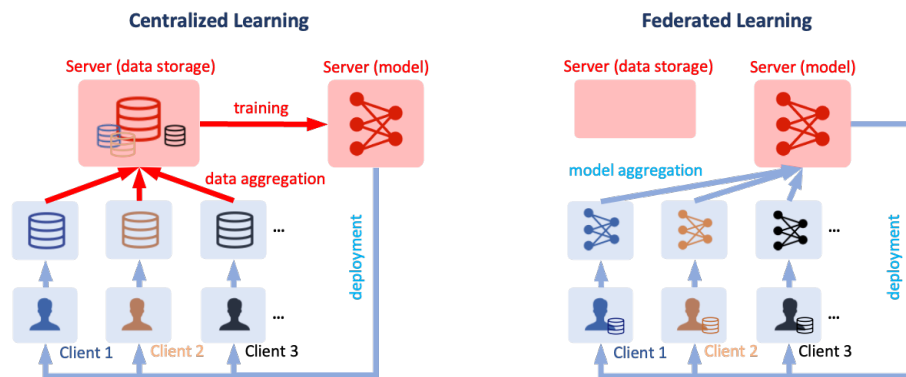 Centralized Learning
Server (data storage)
Server (model)
training
data aggregation
...
deployment
...
Client 1
Client 2
Client 3
Federated Learning
Server (data storage)
Server (model)
model aggregation
...
deployment
...
Client 1
Client 2
Client 3